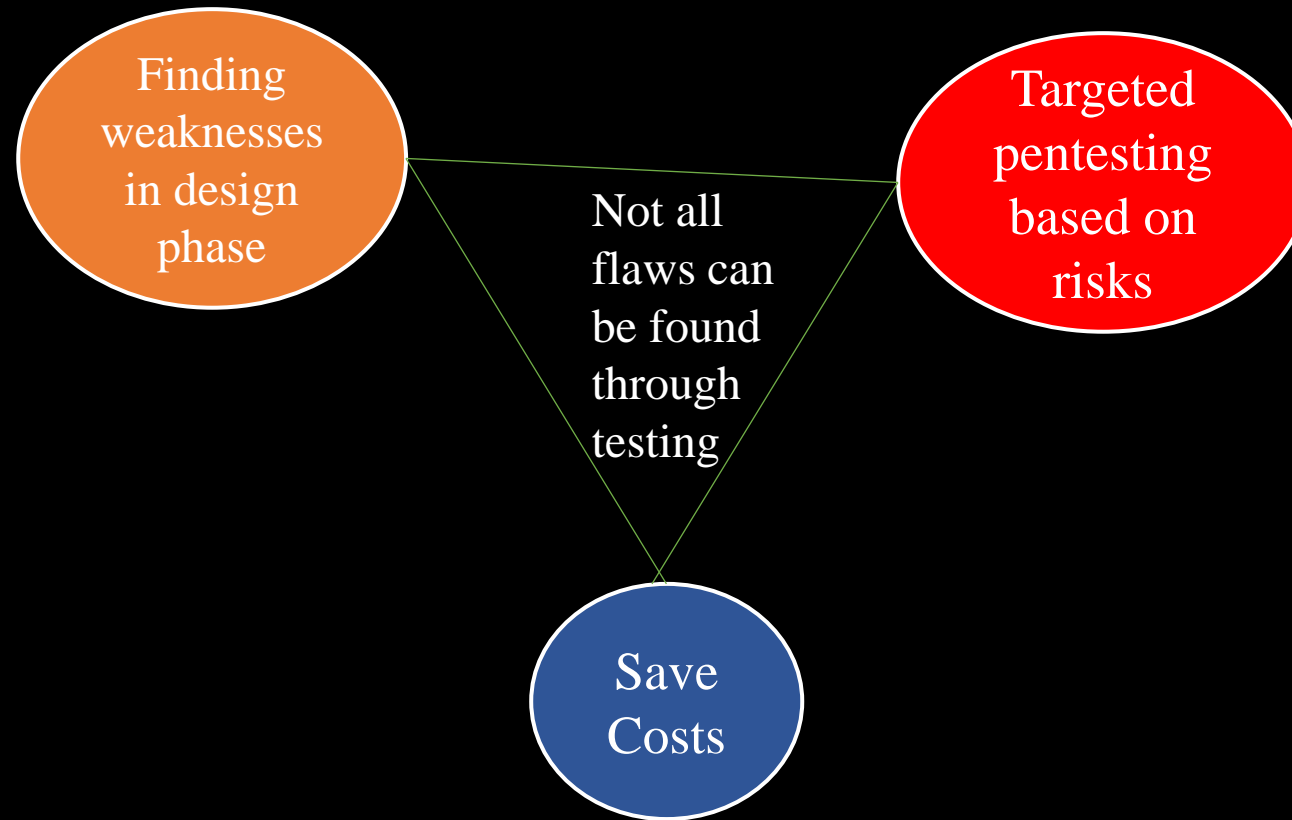 Finding
weaknesses
in design
phase
Targeted
pentesting
based on
risks
Not all
flaws can
be found
through
testing
Save
Costs